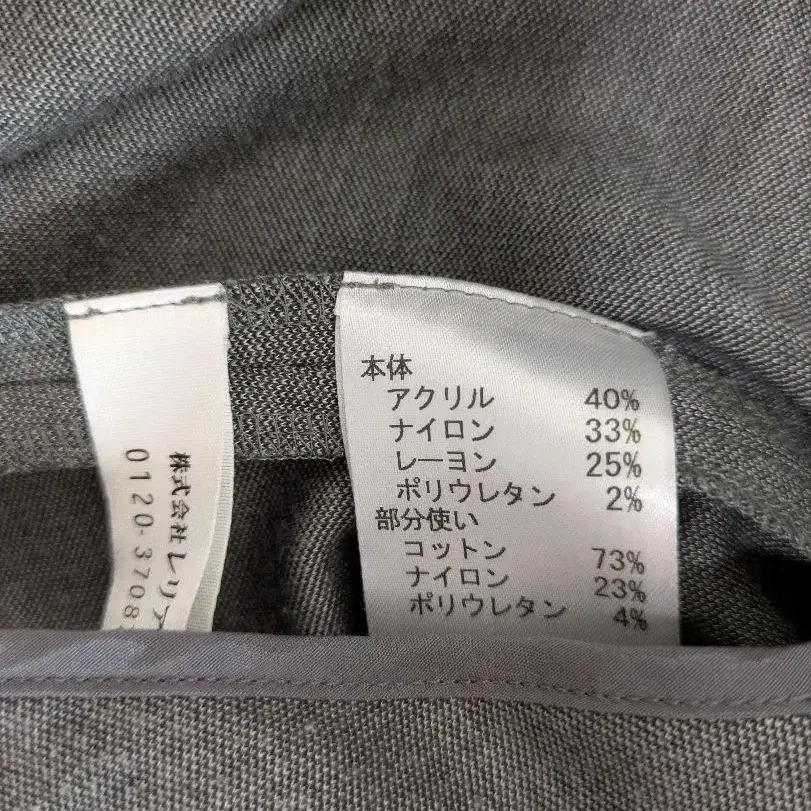 株式会社レリア
0120-3708
本体
アクリル 40%
ナイロン 33%
レーヨン 25%
ポリウレタン 2%
部分使い
コットン 73%
ナイロン 23%
ポリウレタン 4%